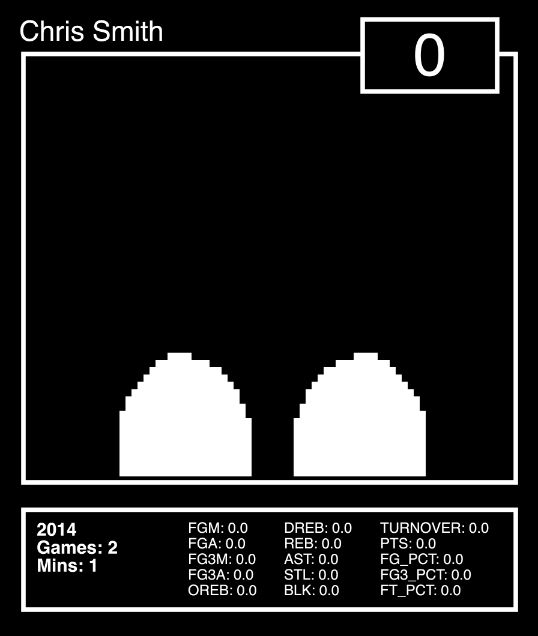 Chris Smith
0
2014
Games: 2
Mins: 1
FGM: 0.0
FGA: 0.0
FG3M: 0.0
FG3A: 0.0
OREB: 0.0
DREB: 0.0
REB: 0.0
AST: 0.0
STL: 0.0
BLK: 0.0
TURNOVER: 0.0
PTS: 0.0
FG_PCT: 0.0
FG3_PCT: 0.0
FT_PCT: 0.0